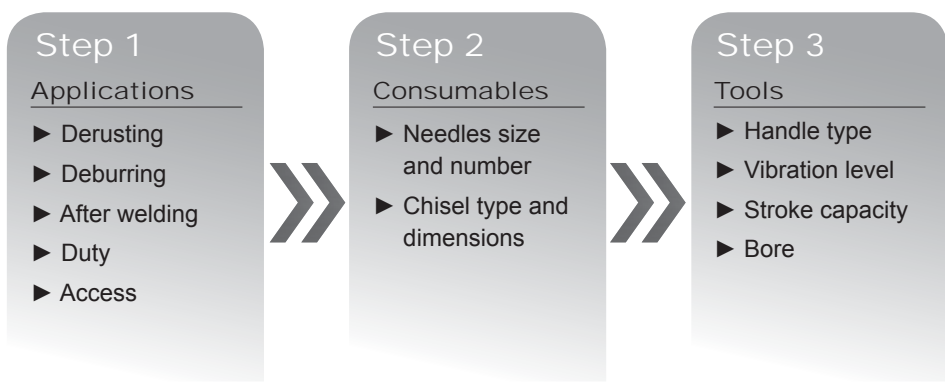 Step 1
Applications
► Derusting
► Deburring
► After welding
► Duty
► Access
Step 2
Consumables
► Needles size
and number
► Chisel type and
dimensions
Step 3
Tools
► Handle type
► Vibration level
► Stroke capacity
► Bore